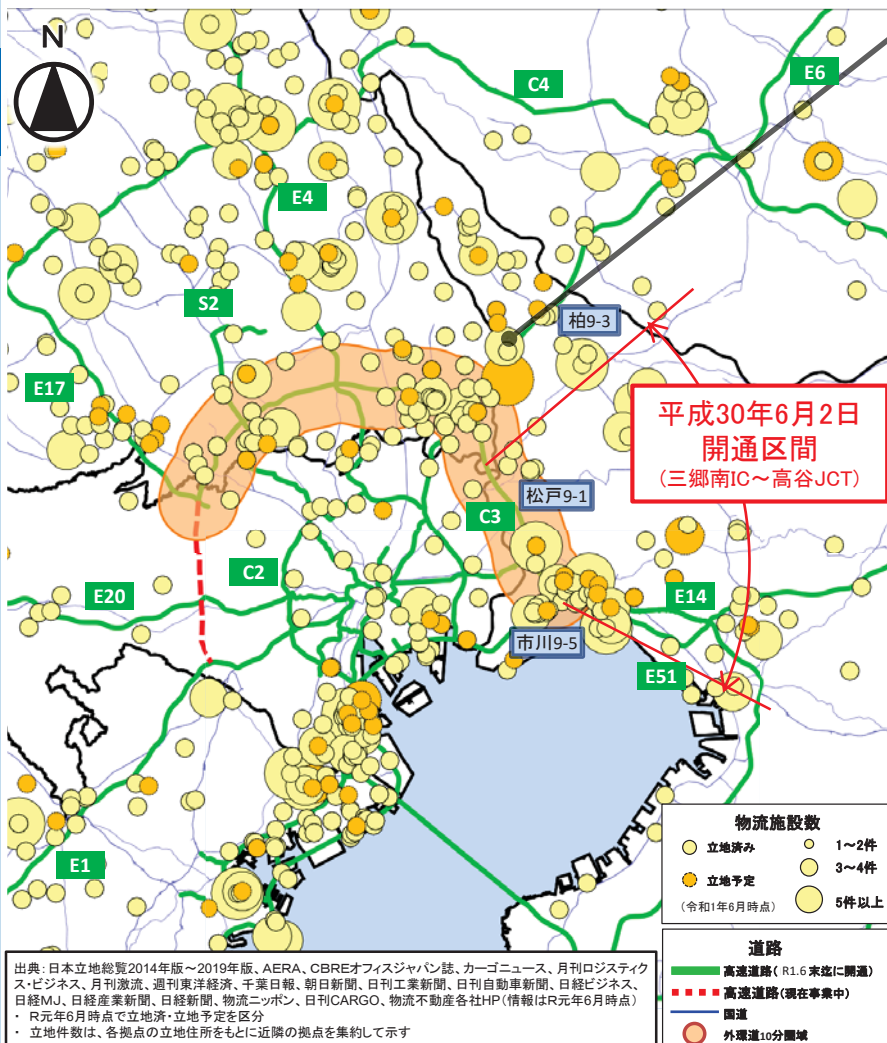 N
C4
E6
E4
S2
柏9-3
E17
平成30年6月2日
開通区間
(三郷南IC～高谷JCT)
松戸9-1
C3
C2
E20
E14
市川9-5
E51
E1
物流施設数
立地済み
1～2件
3～4件
立地予定
(令和1年6月時点)
5件以上
道路
高速道路( R1.6 末迄に開通)
高速道路(現在事業中)
国道
外環道10分圏域
出典：日本立地総覧2014年版～2019年版、AERA、CBREオフィスジャパン誌、カーゴニュース、月刊ロジスティク
ス・ビジネス、月刊激流、週刊東洋経済、千葉日報、朝日新聞、日刊工業新聞、日刊自動車新聞、日経ビジネス、
日経MJ、日経産業新聞、日経新聞、物流ニッポン、日刊CARGO、物流不動産各社HP(情報はR元年6月時点)
・ R元年6月時点で立地済・立地予定を区分
・ 立地件数は、各拠点の立地住所をもとに近隣の拠点を集約して示す